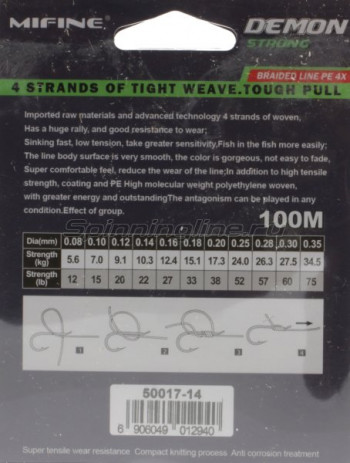 MIFINE
DEMON
STRONG
BRAIDED LINE PE 4X
4 STRANDS OF TIGHT WEAVE.TOUGH PULL
Imported raw materials and advanced technology 4 strands of woven,
Has a huge rally, and good resistance to wear;
Sinking fast, low tension, take greater sensitivity,Fish in the fish more easily;
The line body surface is very smooth, the color is gorgeous, not easy to fade,
Super comfortable feel, reduce the wear of the line;In addition to high tensile
strength, coating and PE High molecular weight polyethylene woven,
with greater energy and outstandingThe antagonism can be played in any
condition.Effect of group.
Spinningline
100M
Dia(mm) 0.08 0.10 0.12 0.14 0.16 0.18 0.20 0.25 0.28 0.30 0.35
Strength (kg) 5.6 7.0 9.1 10.3 12.4 15.1 17.3 24.0 26.3 27.5 34.5
Strength (lb) 12 15 20 22 27 33 38 52 57 60 75
1 2 3 4
50017-14
6 906049 012940
Super tensile wear resistance Compact knitting process Anti corrosion treatment